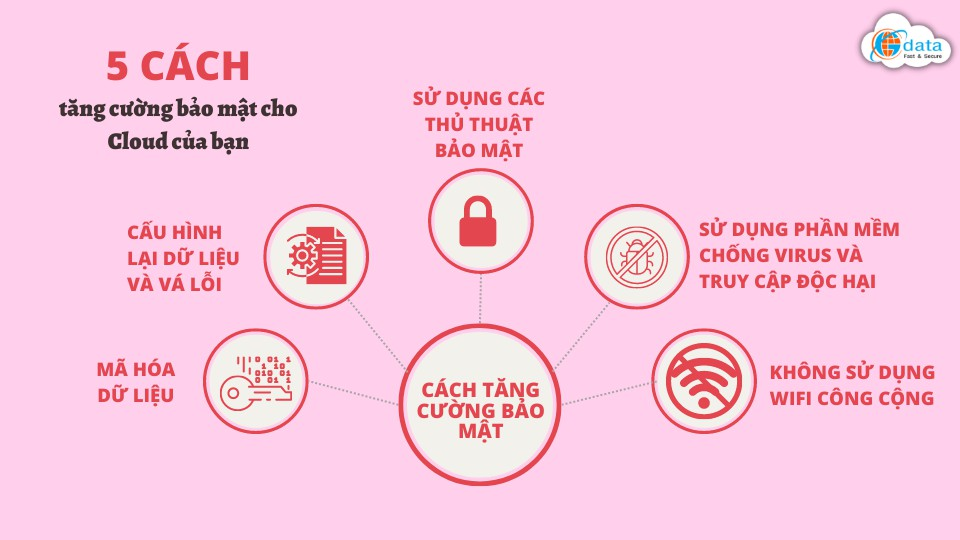 5 CÁCH
tăng cường bảo mật cho
Cloud của bạn
data
Fast & Secure
SỬ DỤNG CÁC
THỦ THUẬT
BẢO MẬT
CẤU HÌNH
LẠI DỮ LIỆU
VÀ VÁ LỖI
SỬ DỤNG PHẦN MỀM
CHỐNG VIRUS VÀ
TRUY CẬP ĐỘC HẠI
MÃ HÓA
DỮ LIỆU
CÁCH TĂNG
CƯỜNG BẢO
MẬT
KHÔNG SỬ DỤNG
WIFI CÔNG CỘNG